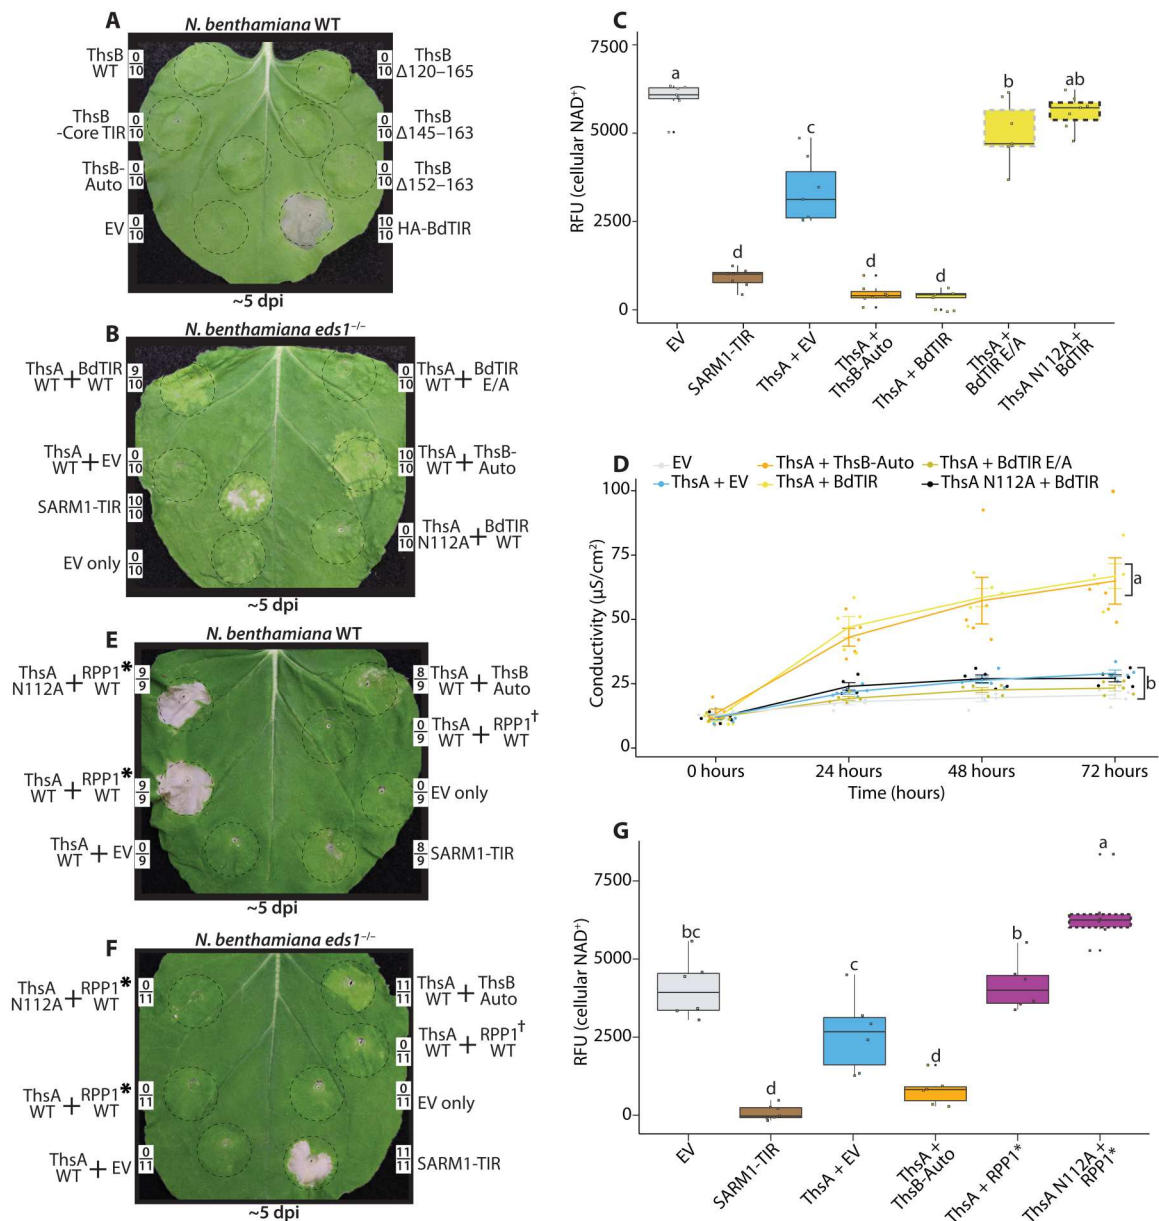 A
N. benthamiana WT
ThsB WT 0/10
ThsB -Core TIR 0/10
ThsB- Auto 0/10
EV 0/10
0/10 ThsB Δ120–165
0/10 ThsB Δ145–163
0/10 ThsB Δ152–163
10/10 HA-BdTIR
~5 dpi
B
N. benthamiana eds1–/–
ThsA WT + BdTIR WT 9/10
ThsA WT + EV 0/10
SARM1-TIR 10/10
EV only 0/10
0/10 ThsA WT + BdTIR E/A
10/10 ThsA WT + ThsB- Auto
0/10 ThsA N112A + BdTIR WT
~5 dpi
C
RFU (cellular NAD+)
7500
5000
2500
0
a
d
c
d
d
b
ab
EV
SARM1-TIR
ThsA + EV
ThsA + ThsB-Auto
ThsA + BdTIR
ThsA + BdTIR E/A
ThsA N112A + BdTIR
D
EV
ThsA + ThsB-Auto
ThsA + BdTIR E/A
ThsA + EV
ThsA + BdTIR
ThsA N112A + BdTIR
Conductivity (µS/cm²)
100
75
50
25
0
a
b
0 hours
24 hours
48 hours
72 hours
Time (hours)
E
N. benthamiana WT
ThsA N112A + RPP1* WT 9/9
ThsA WT + RPP1* WT 9/9
ThsA WT + EV 0/9
8/9 ThsA WT + ThsB Auto
0/9 ThsA WT + RPP1† WT
0/9 EV only
8/9 SARM1-TIR
~5 dpi
F
N. benthamiana eds1–/–
ThsA N112A + RPP1* WT 0/11
ThsA WT + RPP1* WT 0/11
ThsA WT + EV 0/11
11/11 ThsA WT + ThsB Auto
0/11 ThsA WT + RPP1† WT
0/11 EV only
11/11 SARM1-TIR
~5 dpi
G
RFU (cellular NAD+)
7500
5000
2500
0
bc
d
c
d
b
a
EV
SARM1-TIR
ThsA + EV
ThsA + ThsB-Auto
ThsA + RPP1*
ThsA N112A + RPP1*